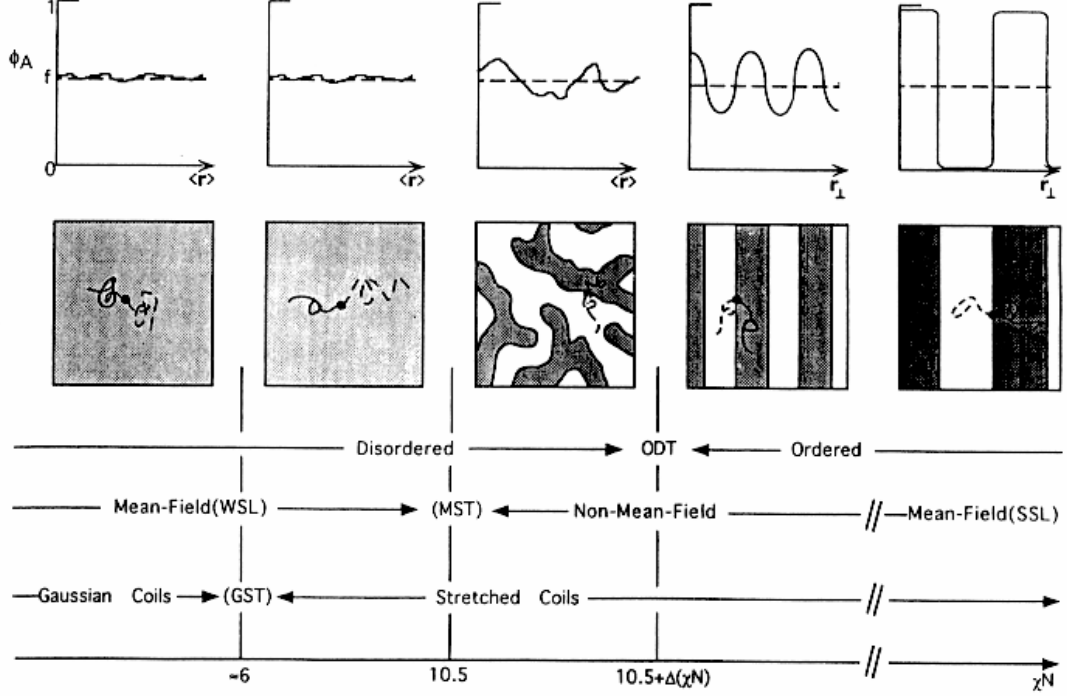 1
ϕA
f
0
⟨r⟩ ⟨r⟩ ⟨r⟩ r⊥ r⊥
Disordered ODT Ordered
Mean-Field(WSL) (MST) Non-Mean-Field // Mean-Field(SSL)
Gaussian Coils (GST) Stretched Coils //
≈6 10.5 10.5+Δ(χN) // χN